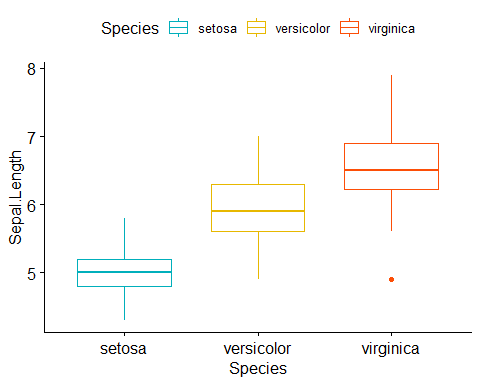 Species setosa versicolor virginica
8
7
6
5
Sepal.Length
setosa versicolor virginica
Species